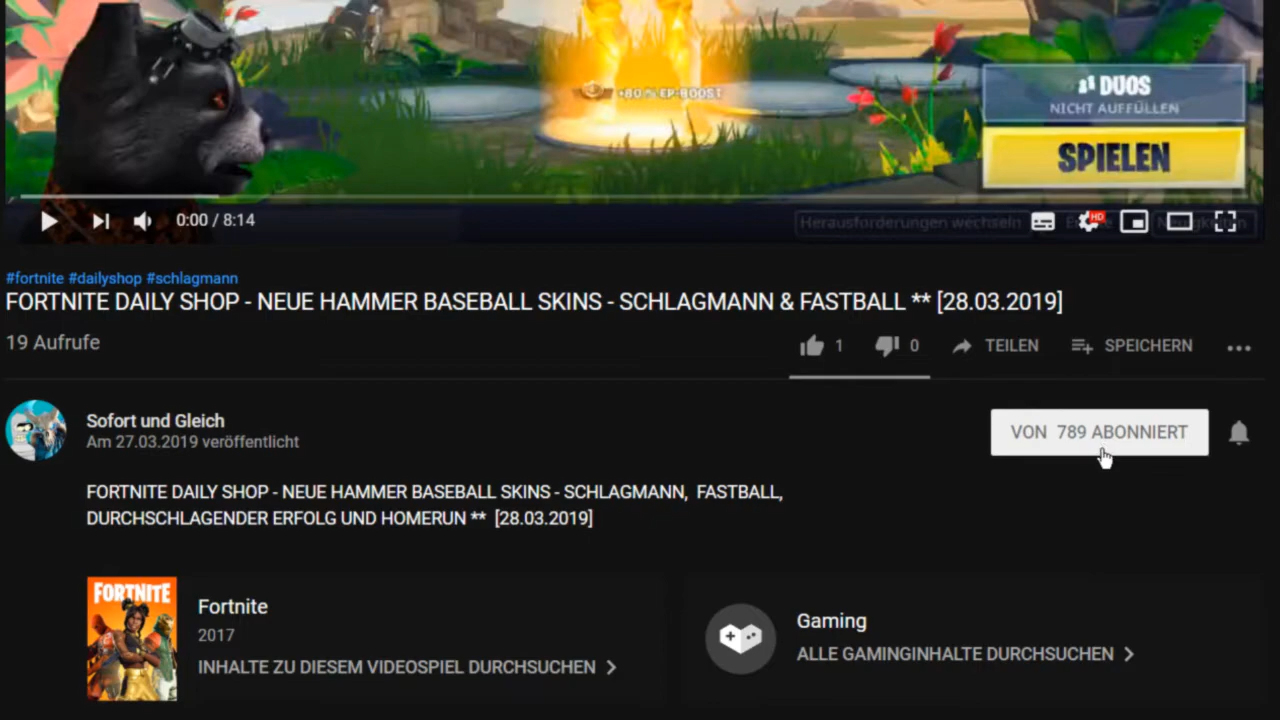 +80 % EP-BOOST
DUOS
NICHT AUFFÜLLEN
SPIELEN
0:00 / 8:14
Herausforderungen wechseln
HD
#fortnite #dailyshop #schlagmann
FORTNITE DAILY SHOP - NEUE HAMMER BASEBALL SKINS - SCHLAGMANN & FASTBALL ** [28.03.2019]
19 Aufrufe
1
0
TEILEN
SPEICHERN
Sofort und Gleich
Am 27.03.2019 veröffentlicht
VON 789 ABONNIERT
FORTNITE DAILY SHOP - NEUE HAMMER BASEBALL SKINS - SCHLAGMANN, FASTBALL,
DURCHSCHLAGENDER ERFOLG UND HOMERUN ** [28.03.2019]
FORTNITE
Fortnite
2017
INHALTE ZU DIESEM VIDEOSPIEL DURCHSUCHEN
Gaming
ALLE GAMINGINHALTE DURCHSUCHEN